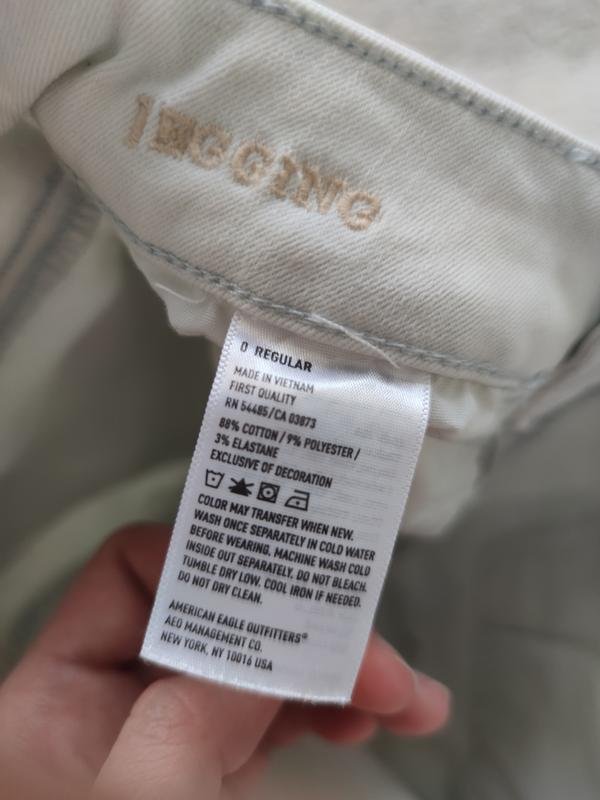 JEGGING
0 REGULAR
MADE IN VIETNAM
FIRST QUALITY
RN 54485/CA 03873
88% COTTON / 9% POLYESTER /
3% ELASTANE
EXCLUSIVE OF DECORATION
COLOR MAY TRANSFER WHEN NEW.
WASH ONCE SEPARATELY IN COLD WATER
BEFORE WEARING. MACHINE WASH COLD
INSIDE OUT SEPARATELY. DO NOT BLEACH.
TUMBLE DRY LOW. COOL IRON IF NEEDED.
DO NOT DRY CLEAN.
AMERICAN EAGLE OUTFITTERS®
AEO MANAGEMENT CO.
NEW YORK, NY 10016 USA